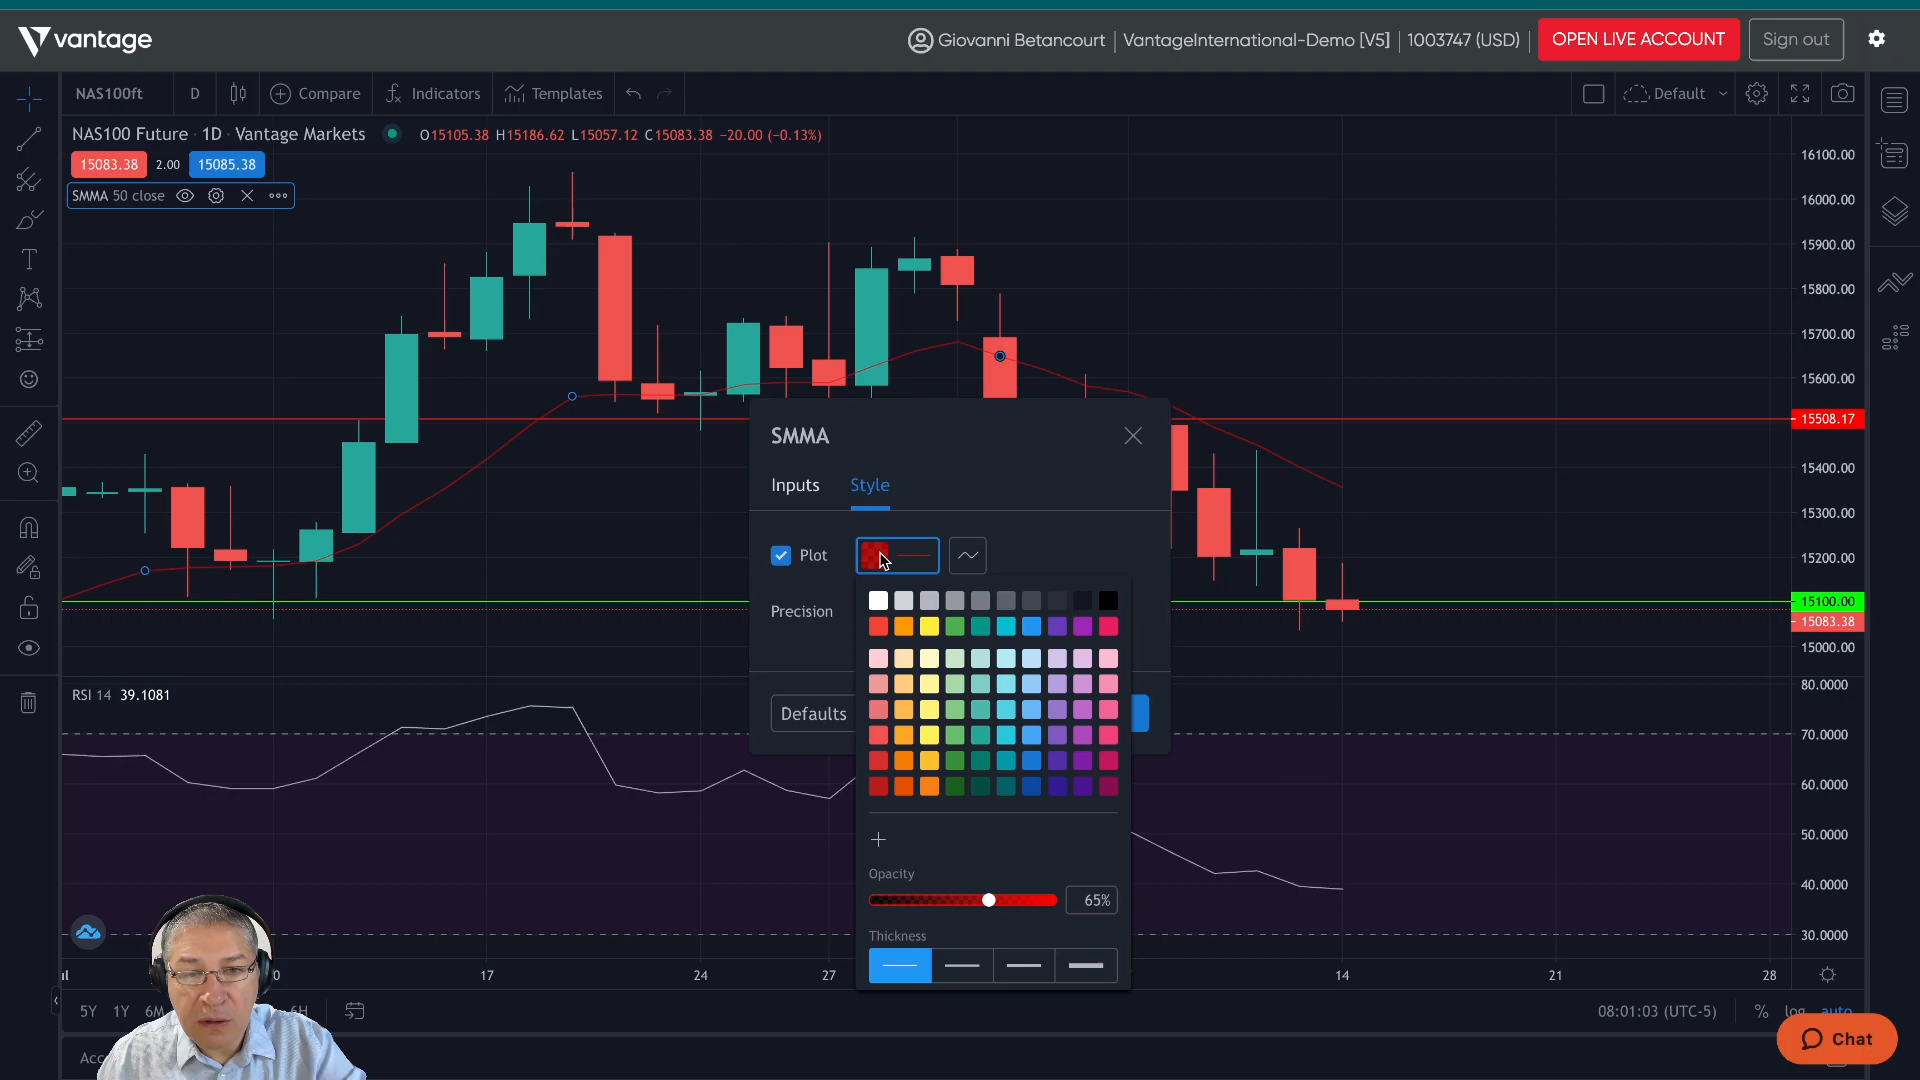 vantage
Giovanni Betancourt
VantageInternational-Demo [V5]
1003747 (USD)
OPEN LIVE ACCOUNT
Sign out
NAS100ft
D
Compare
Indicators
Templates
Default
NAS100 Future · 1D · Vantage Markets
O15105.38 H15186.62 L15057.12 C15083.38 −20.00 (−0.13%)
15083.38
2.00
15085.38
SMMA 50 close
16100.00
16000.00
15900.00
15800.00
15700.00
15600.00
15508.17
15400.00
15300.00
15200.00
15100.00
15083.38
15000.00
SMMA
Inputs
Style
Plot
Precision
Defaults
Opacity
65%
Thickness
RSI 14 39.1081
80.0000
70.0000
60.0000
50.0000
40.0000
30.0000
17
24
27
14
21
28
5Y
1Y
6M
08:01:03 (UTC-5)
%
log
auto
Chat